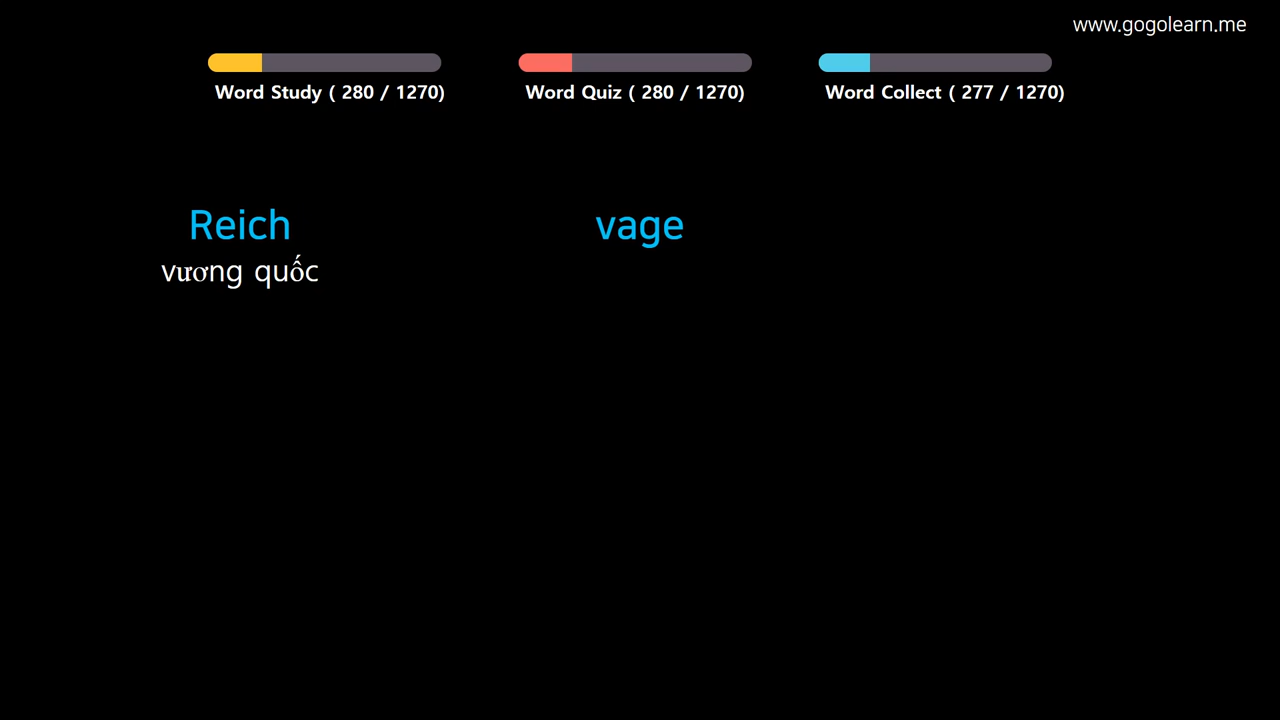 www.gogolearn.me
Word Study ( 280 / 1270)
Word Quiz ( 280 / 1270)
Word Collect ( 277 / 1270)
Reich
vương quốc
vage